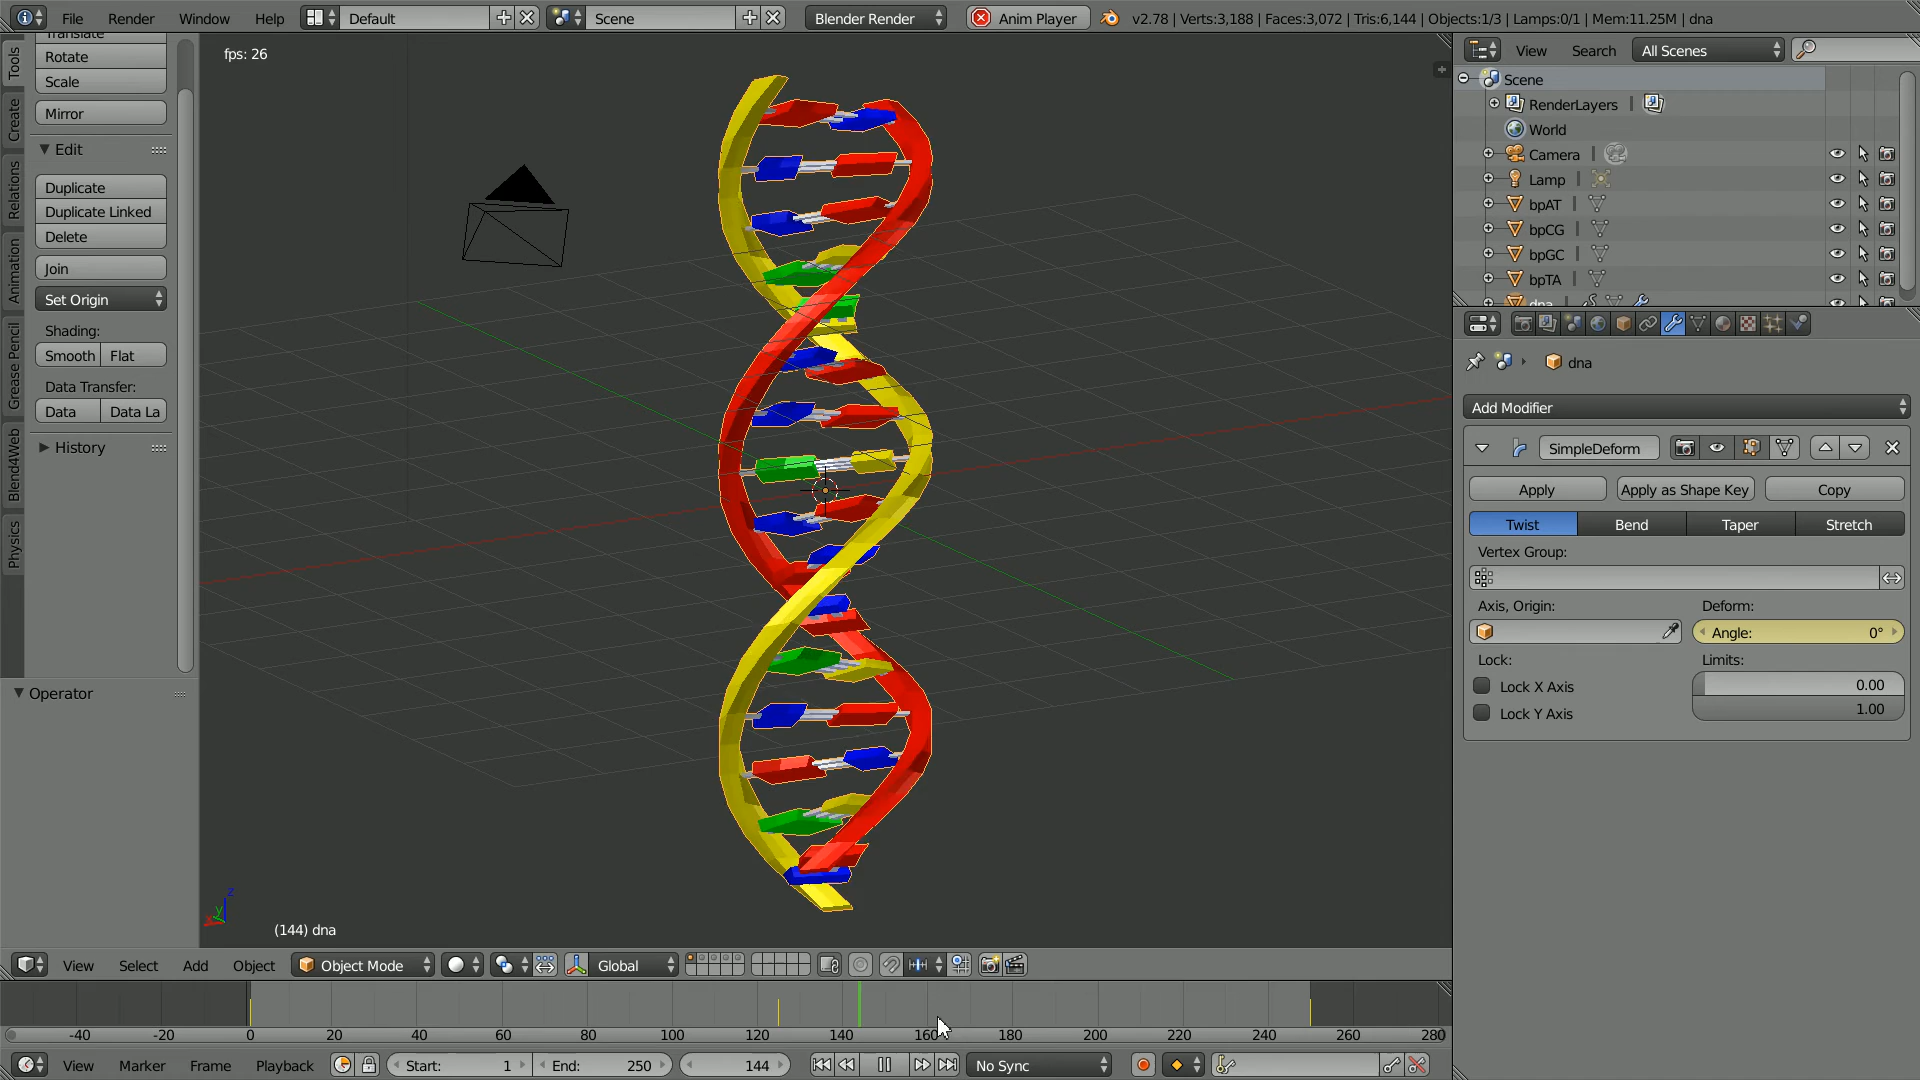 File Render Window Help Default Scene Blender Render Anim Player v2.78 | Verts:3,188 | Faces:3,072 | Tris:6,144 | Objects:1/3 | Lamps:0/1 | Mem:11.25M | dna
Tools
Create
Relations
Animation
Grease Pencil
Blend4Web
Physics
Translate
Rotate
Scale
Mirror
Edit
Duplicate
Duplicate Linked
Delete
Join
Set Origin
Shading:
Smooth Flat
Data Transfer:
Data Data La
History
Operator
fps: 26
z
y
x
(144) dna
View Select Add Object Object Mode Global
-40 -20 0 20 40 60 80 100 120 140 160 180 200 220 240 260 280
View Marker Frame Playback Start: 1 End: 250 144 No Sync
View Search All Scenes
Scene
RenderLayers |
World
Camera |
Lamp |
bpAT |
bpCG |
bpGC |
bpTA |
dna
dna
Add Modifier
SimpleDeform
Apply Apply as Shape Key Copy
Twist Bend Taper Stretch
Vertex Group:
Axis, Origin: Deform:
Angle: 0°
Lock: Limits:
Lock X Axis 0.00
Lock Y Axis 1.00